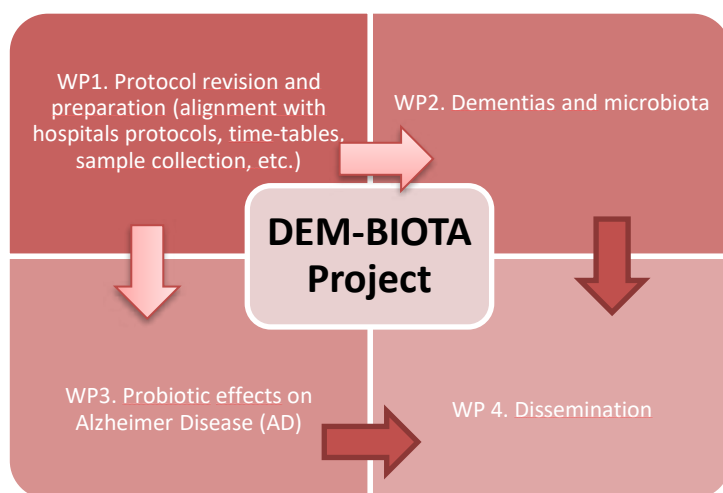 WP1. Protocol revision and
preparation (alignment with
hospitals protocols, time-tables,
sample collection, etc.)
WP2. Dementias and microbiota
DEM-BIOTA
Project
WP3. Probiotic effects on
Alzheimer Disease (AD)
WP 4. Dissemination